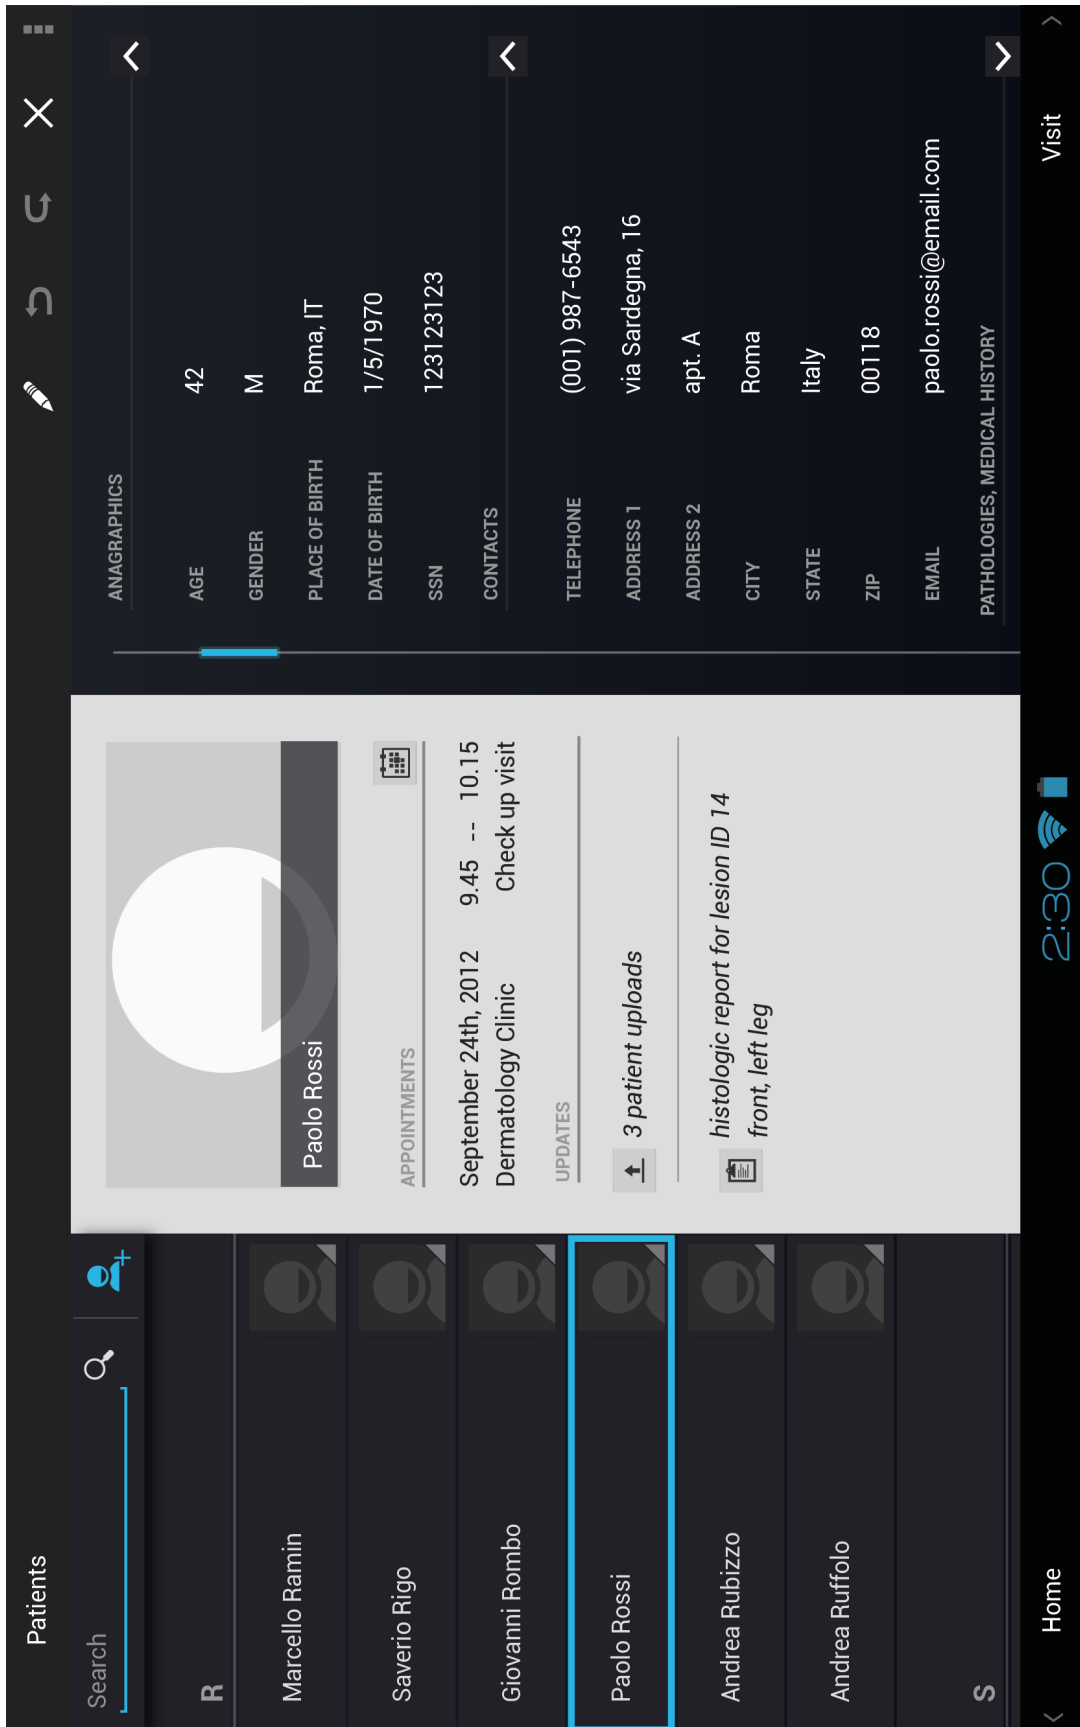 Patients
Search
R
Marcello Ramin
Saverio Rigo
Giovanni Rombo
Paolo Rossi
Andrea Rubizzo
Andrea Ruffolo
S
Paolo Rossi
APPOINTMENTS
September 24th, 2012 9.45 -- 10.15
Dermatology Clinic Check up visit
UPDATES
3 patient uploads
histologic report for lesion ID 14
front, left leg
ANAGRAPHICS
AGE 42
GENDER M
PLACE OF BIRTH Roma, IT
DATE OF BIRTH 1/5/1970
SSN 123123123
CONTACTS
TELEPHONE (001) 987-6543
ADDRESS 1 via Sardegna, 16
ADDRESS 2 apt. A
CITY Roma
STATE Italy
ZIP 00118
EMAIL paolo.rossi@email.com
PATHOLOGIES, MEDICAL HISTORY
Home
2:30
Visit